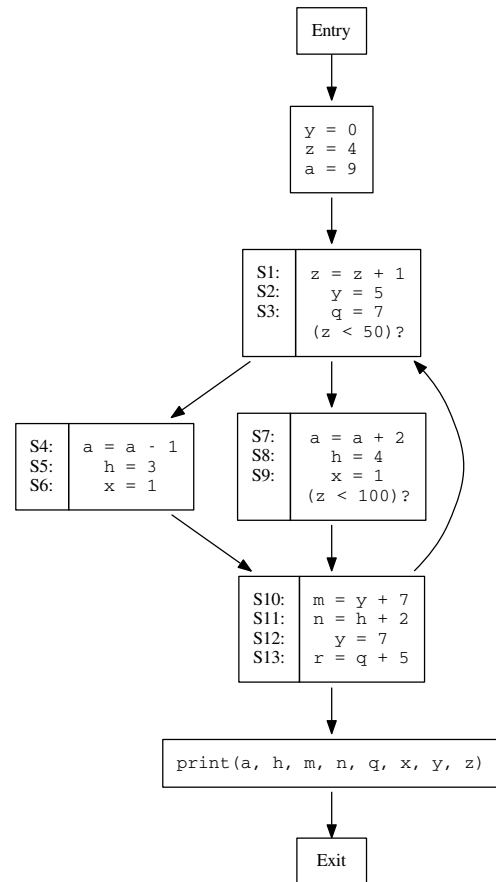 Entry
y = 0
z = 4
a = 9
S1: z = z + 1
S2: y = 5
S3: q = 7
(z < 50)?
S4: a = a - 1
S5: h = 3
S6: x = 1
S7: a = a + 2
S8: h = 4
S9: x = 1
(z < 100)?
S10: m = y + 7
S11: n = h + 2
S12: y = 7
S13: r = q + 5
print(a, h, m, n, q, x, y, z)
Exit